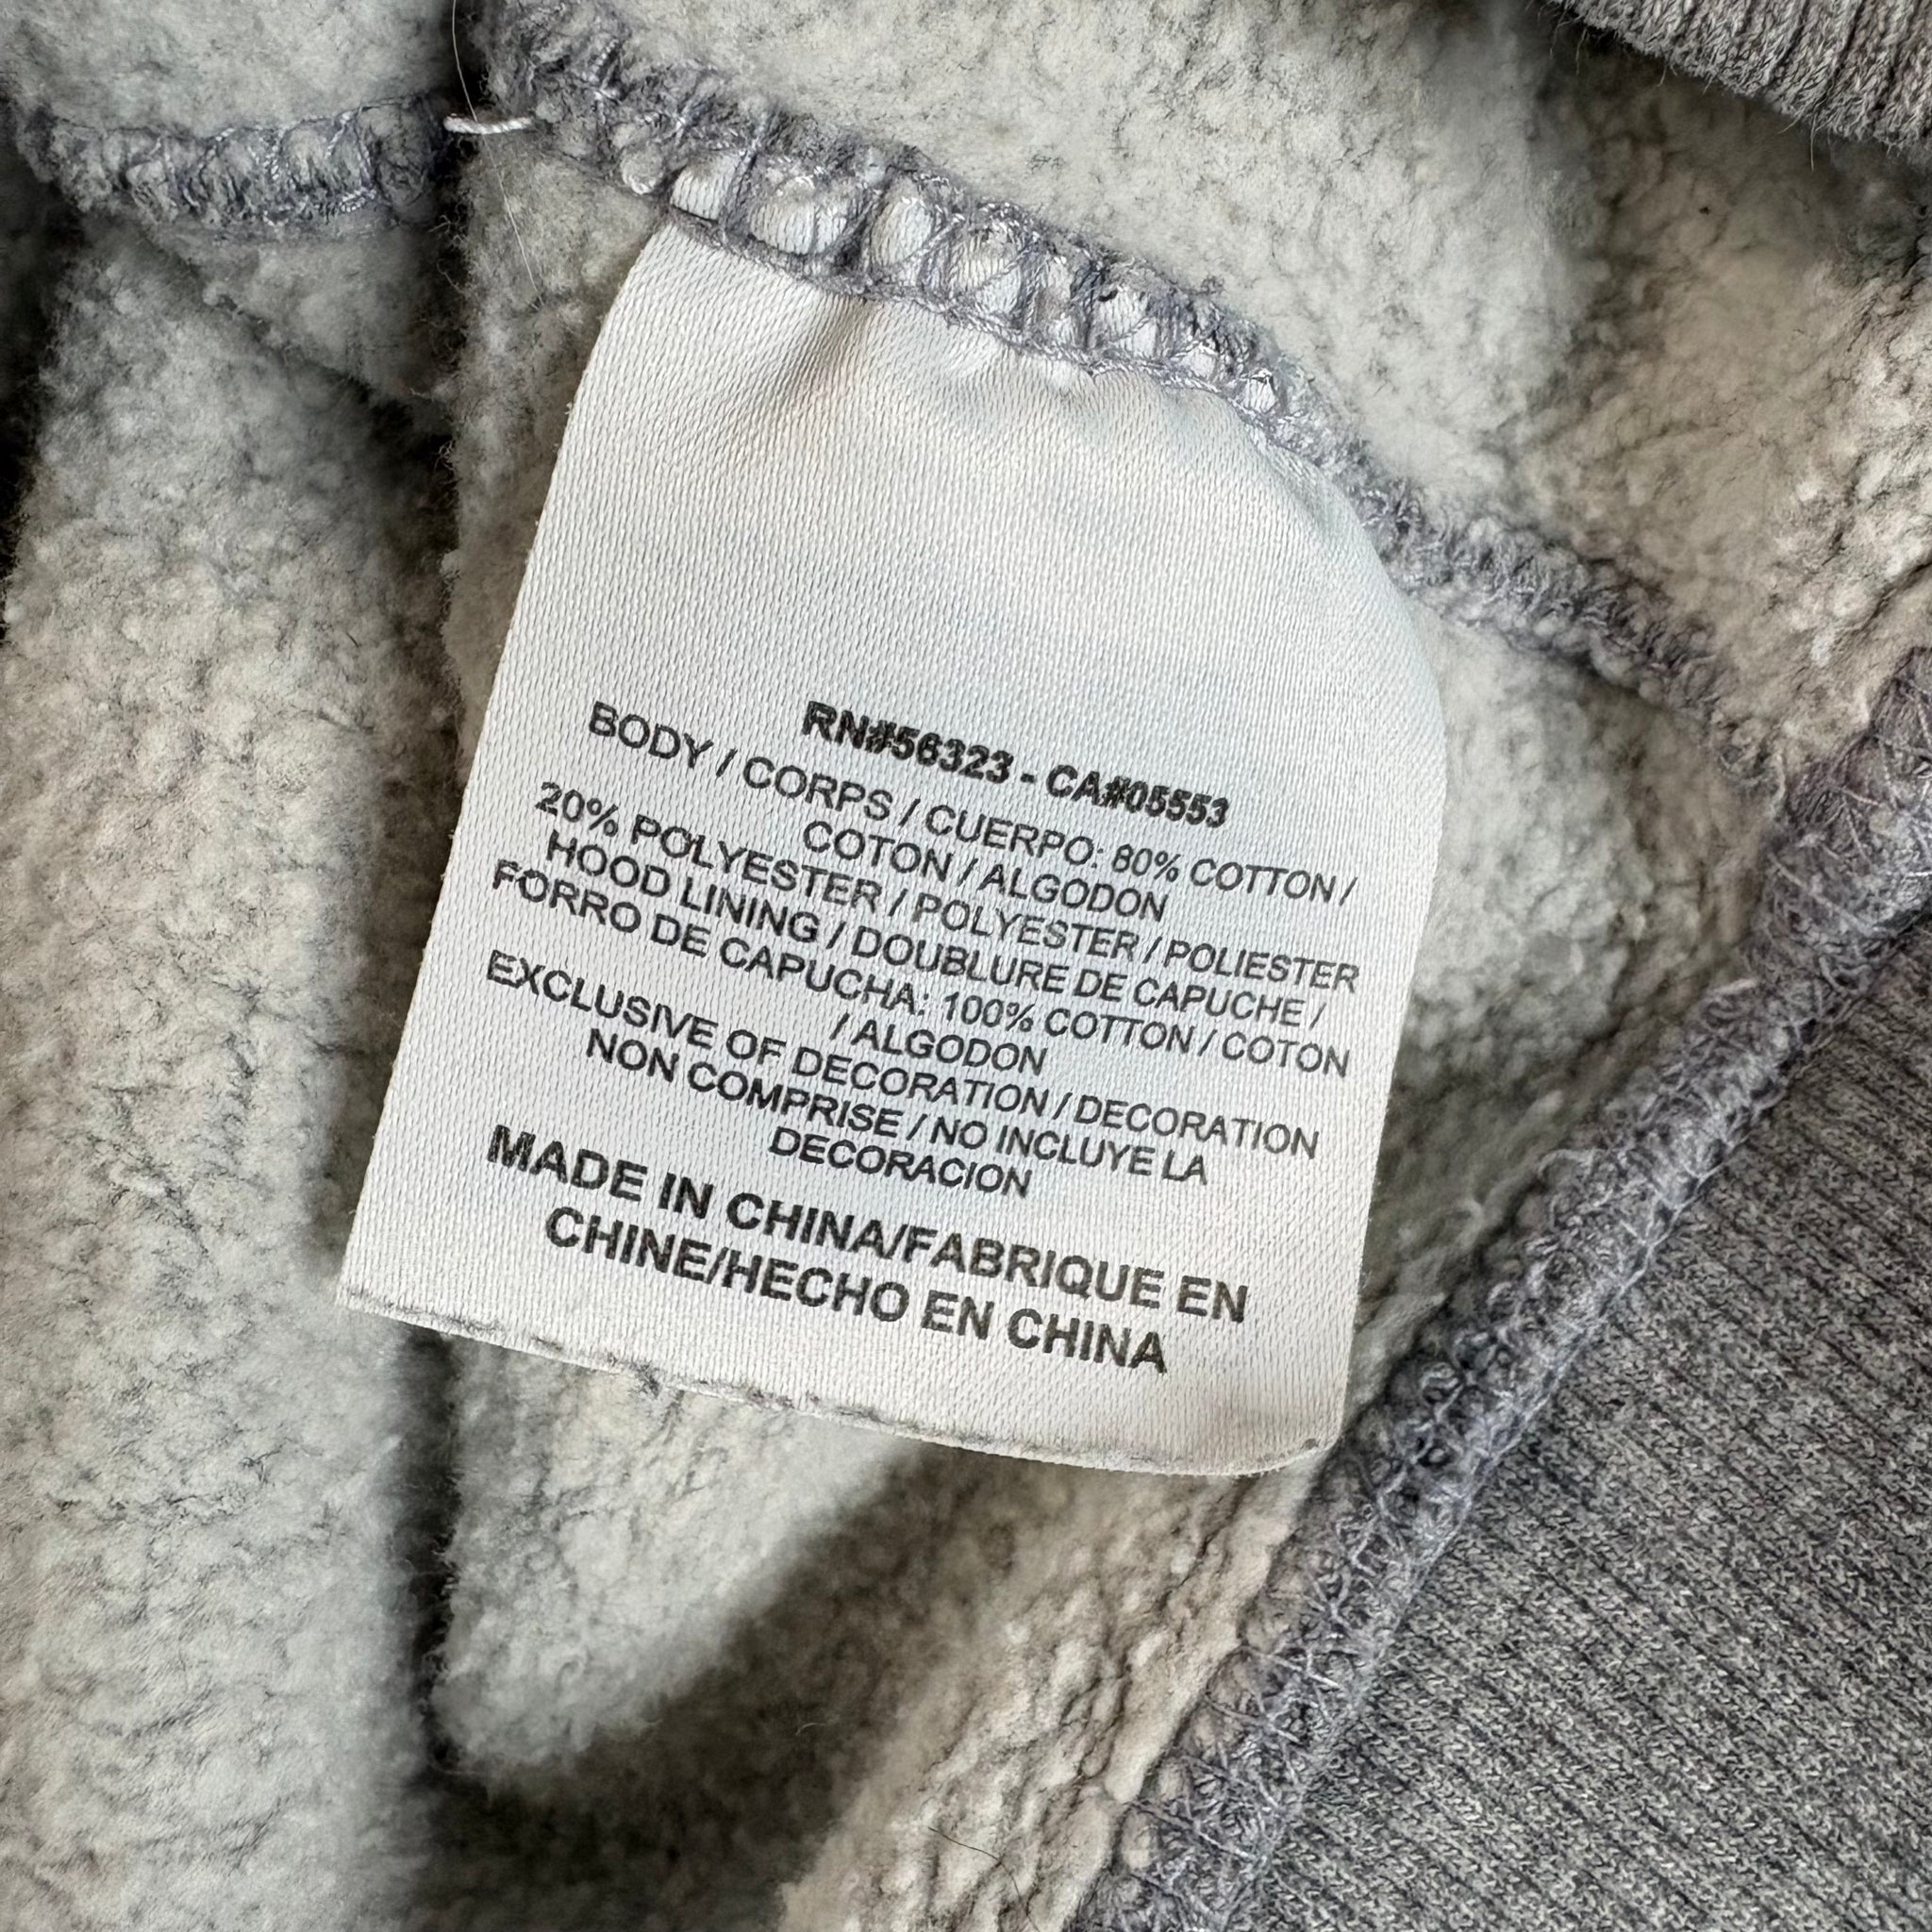 RN#56323 - CA#05553
BODY / CORPS / CUERPO: 80% COTTON /
COTON / ALGODON
20% POLYESTER / POLYESTER / POLIESTER
HOOD LINING / DOUBLURE DE CAPUCHE /
FORRO DE CAPUCHA: 100% COTTON / COTON
/ ALGODON
EXCLUSIVE OF DECORATION / DECORATION
NON COMPRISE / NO INCLUYE LA
DECORACION
MADE IN CHINA/FABRIQUE EN
CHINE/HECHO EN CHINA